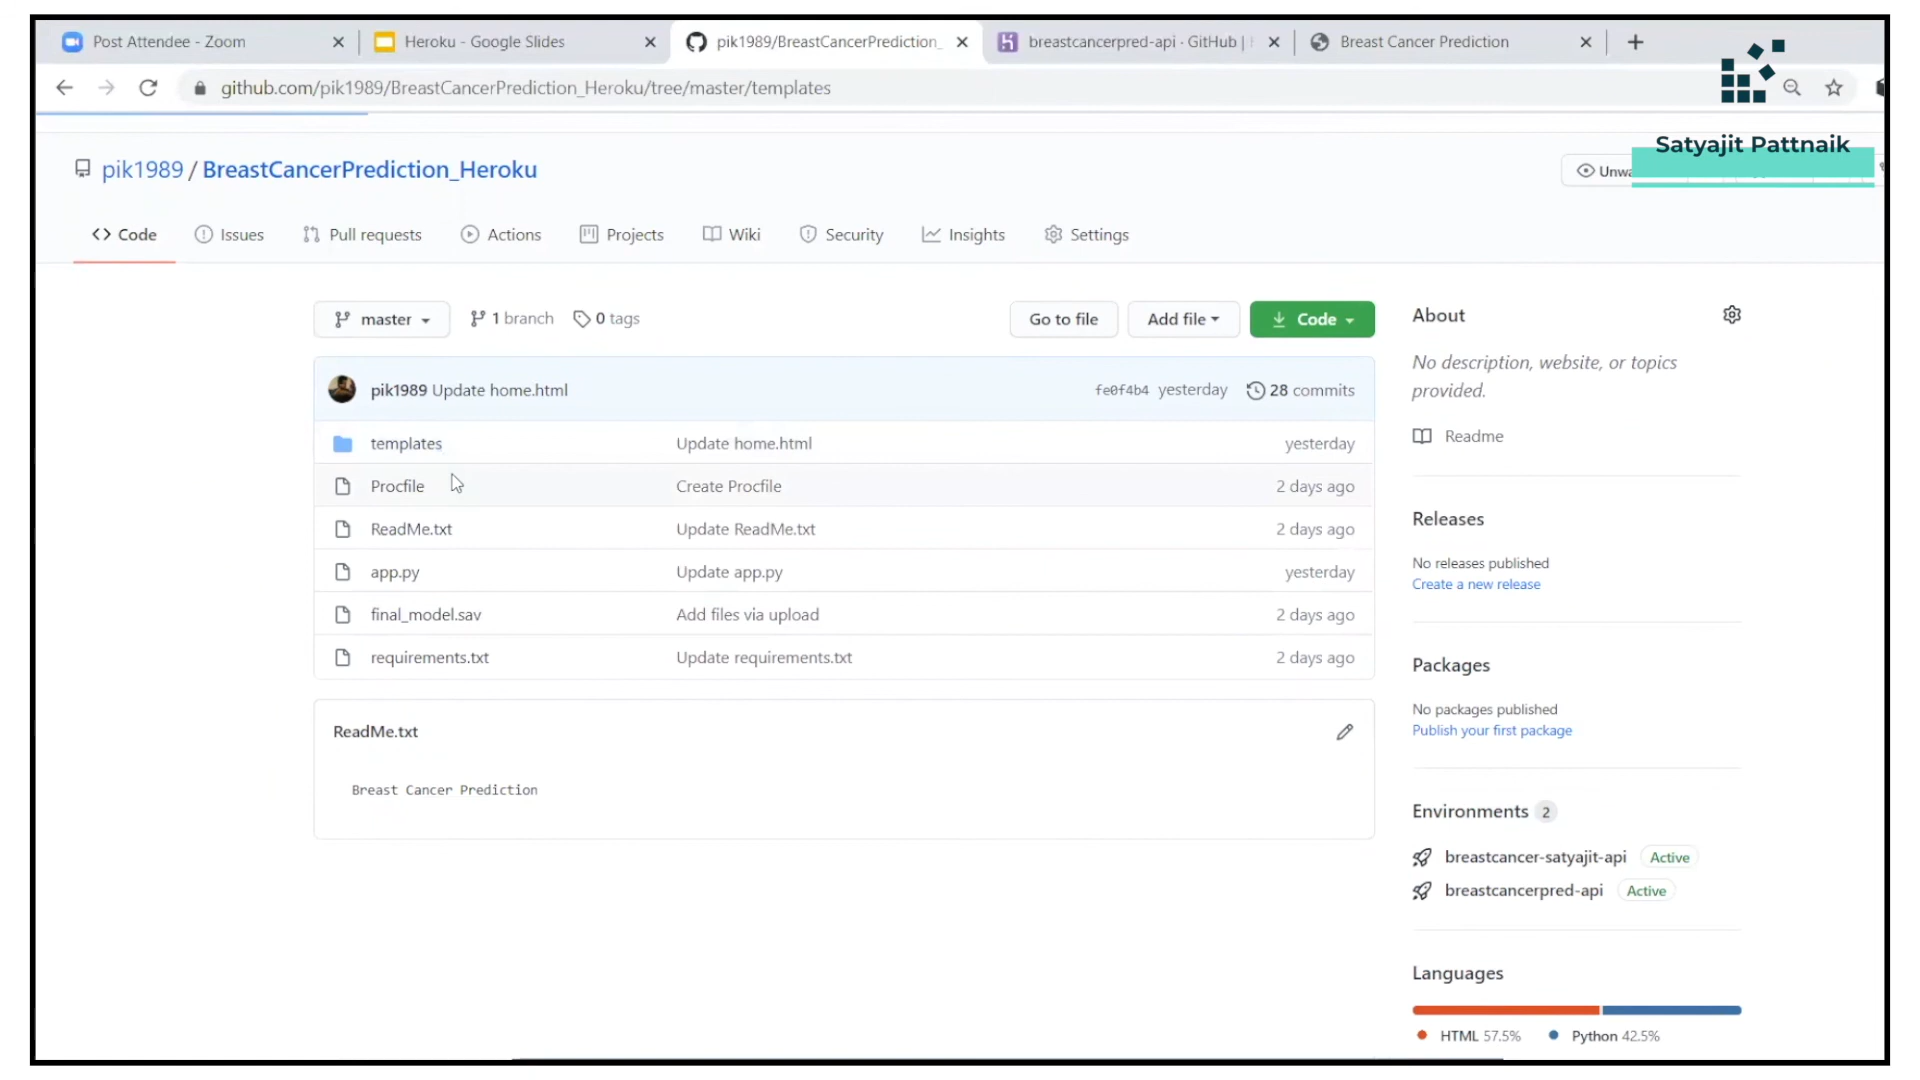 Post Attendee - Zoom
Heroku - Google Slides
pik1989/BreastCancerPrediction_
breastcancerpred-api · GitHub |
Breast Cancer Prediction
github.com/pik1989/BreastCancerPrediction_Heroku/tree/master/templates
Satyajit Pattnaik
pik1989 / BreastCancerPrediction_Heroku
Code
Issues
Pull requests
Actions
Projects
Wiki
Security
Insights
Settings
master
1 branch
0 tags
Go to file
Add file
Code
pik1989 Update home.html
fe0f4b4 yesterday
28 commits
templates
Update home.html
yesterday
Procfile
Create Procfile
2 days ago
ReadMe.txt
Update ReadMe.txt
2 days ago
app.py
Update app.py
yesterday
final_model.sav
Add files via upload
2 days ago
requirements.txt
Update requirements.txt
2 days ago
ReadMe.txt
Breast Cancer Prediction
About
No description, website, or topics
provided.
Readme
Releases
No releases published
Create a new release
Packages
No packages published
Publish your first package
Environments 2
breastcancer-satyajit-api Active
breastcancerpred-api Active
Languages
HTML 57.5%
Python 42.5%